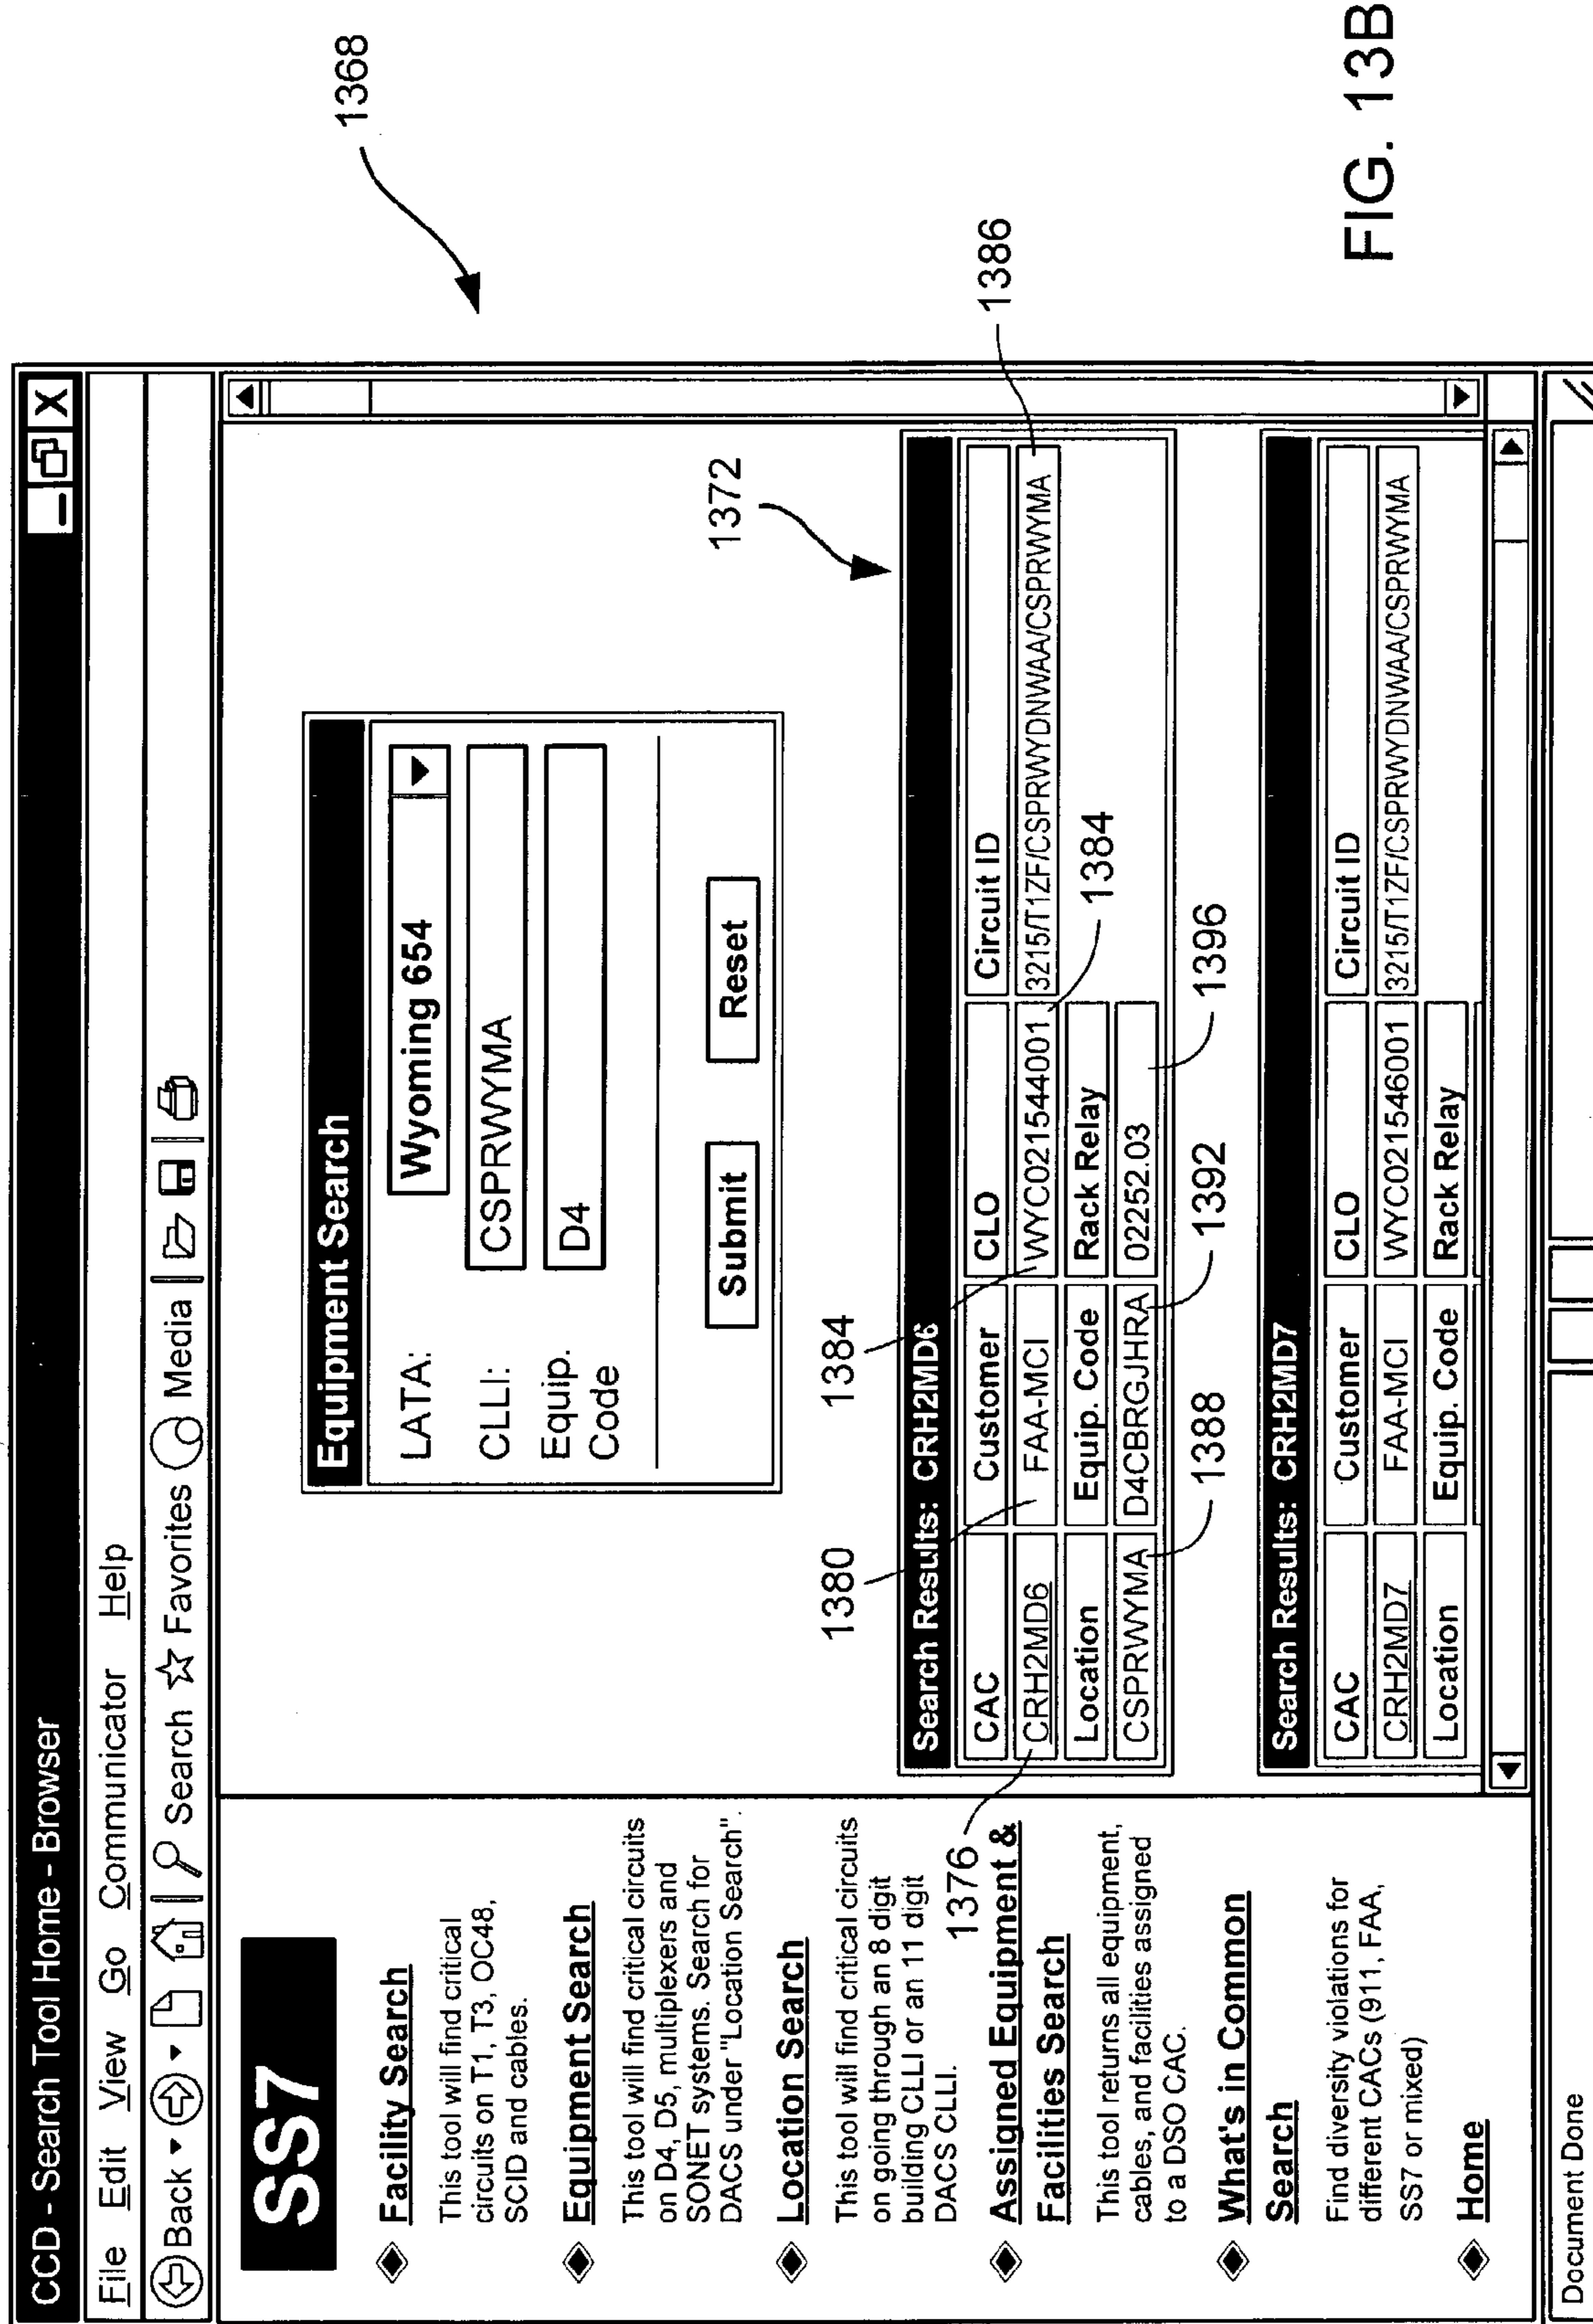 CCD - Search Tool Home - Browser
File Edit View Go Communicator Help
Back Search Favorites Media
SS7
Facility Search
This tool will find critical
circuits on T1, T3, OC48,
SCID and cables.
Equipment Search
This tool will find critical circuits
on D4, D5, multiplexers and
SONET systems. Search for
DACS under "Location Search".
Location Search
This tool will find critical circuits
on going through an 8 digit
building CLLI or an 11 digit
DACS CLLI.
1376
Assigned Equipment &
Facilities Search
This tool returns all equipment,
cables, and facilities assigned
to a DSO CAC.
What's in Common
Search
Find diversity violations for
different CACs (911, FAA,
SS7 or mixed)
Home
Equipment Search
LATA: Wyoming 654
CLLI: CSPRWYMA
Equip. D4
Code
Submit Reset
1368
1372
1380 1384
1386
Search Results: CRH2MD6
CAC Customer CLO Circuit ID
CRH2MD6 FAA-MCI WYC021544001 3215/T1ZF/CSPRWYDNWAA/CSPRWYMA
Location Equip. Code Rack Relay
1384
CSPRWYMA D4CBRGJHRA 02252.03
1388 1392 1396
Search Results: CRH2MD7
CAC Customer CLO Circuit ID
CRH2MD7 FAA-MCI WYC021546001 3215/T1ZF/CSPRWYDNWAA/CSPRWYMA
Location Equip. Code Rack Relay
Document Done
FIG. 13B